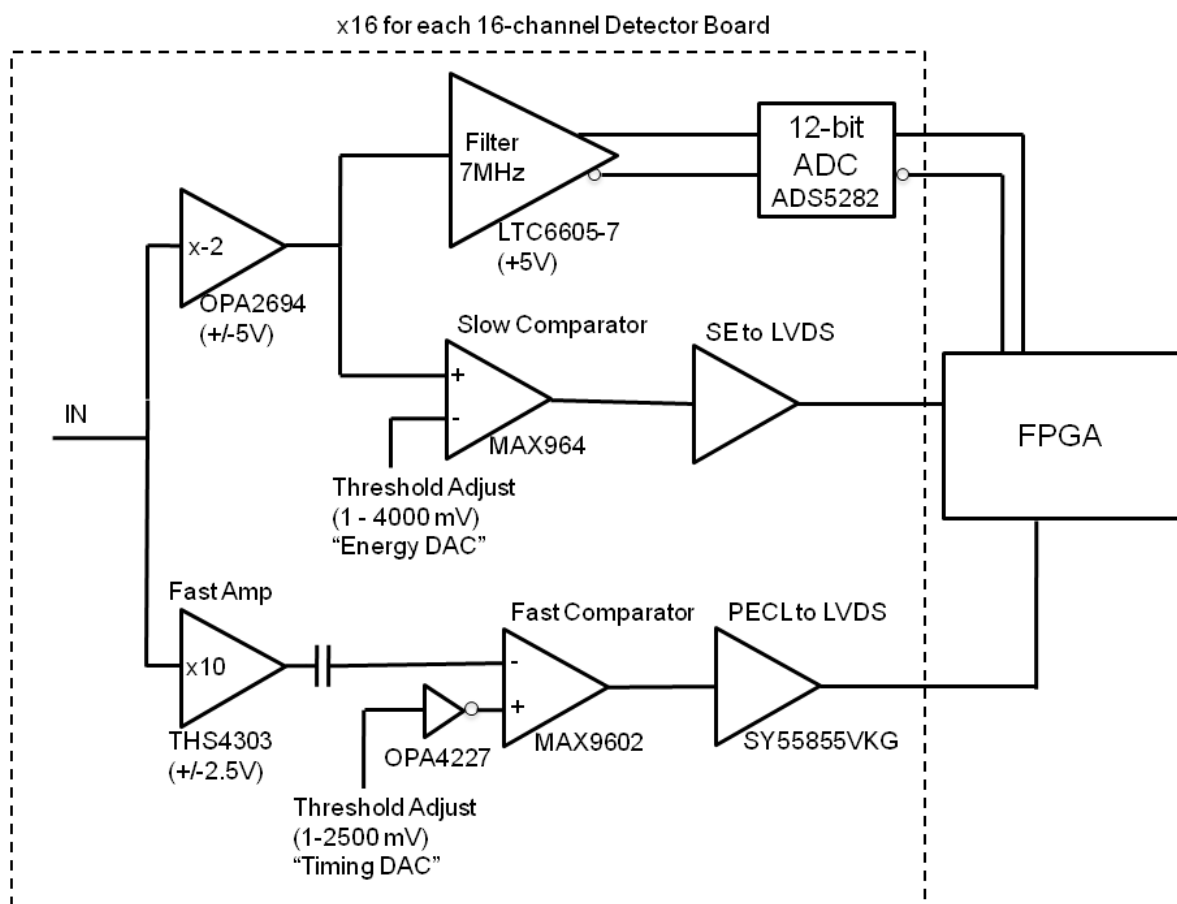 x16 for each 16-channel Detector Board
Filter
7MHz
LTC6605-7
(+5V)
12-bit
ADC
ADS5282
x-2
OPA2694
(+/-5V)
Slow Comparator
+
-
MAX964
SE to LVDS
FPGA
IN
Threshold Adjust
(1 - 4000 mV)
“Energy DAC”
Fast Amp
x10
THS4303
(+/-2.5V)
Fast Comparator
-
+
MAX9602
PECL to LVDS
SY55855VKG
OPA4227
Threshold Adjust
(1-2500 mV)
“Timing DAC”